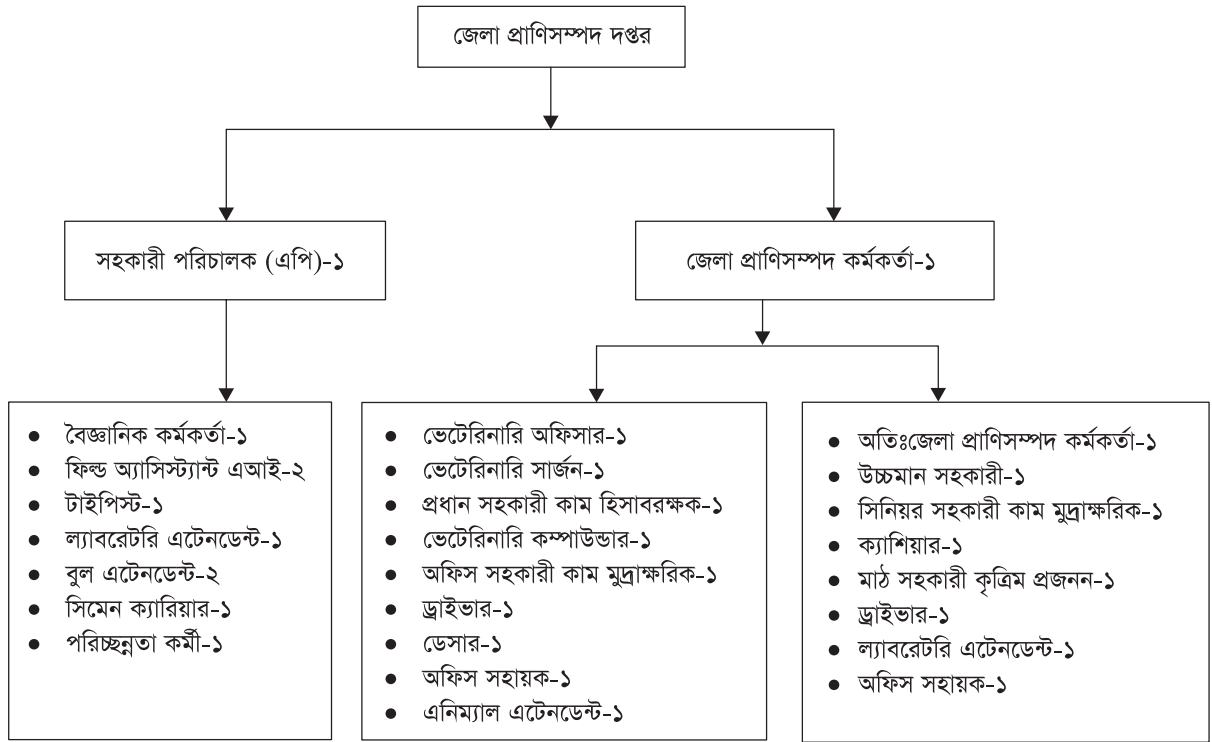 জেলা প্রাণিসম্পদ দপ্তর
সহকারী পরিচালক (এপি)-১
জেলা প্রাণিসম্পদ কর্মকর্তা-১
● বৈজ্ঞানিক কর্মকর্তা-১
● ফিল্ড অ্যাসিস্ট্যান্ট এআই-২
● টাইপিস্ট-১
● ল্যাবরেটরি এটেনডেন্ট-১
● বুল এটেনডেন্ট-২
● সিমেন ক্যারিয়ার-১
● পরিচ্ছন্নতা কর্মী-১
● ভেটেরিনারি অফিসার-১
● ভেটেরিনারি সার্জন-১
● প্রধান সহকারী কাম হিসাবরক্ষক-১
● ভেটেরিনারি কম্পাউন্ডার-১
● অফিস সহকারী কাম মুদ্রাক্ষরিক-১
● ড্রাইভার-১
● ডেসার-১
● অফিস সহায়ক-১
● এনিম্যাল এটেনডেন্ট-১
● অতিঃজেলা প্রাণিসম্পদ কর্মকর্তা-১
● উচ্চমান সহকারী-১
● সিনিয়র সহকারী কাম মুদ্রাক্ষরিক-১
● ক্যাশিয়ার-১
● মাঠ সহকারী কৃত্রিম প্রজনন-১
● ড্রাইভার-১
● ল্যাবরেটরি এটেনডেন্ট-১
● অফিস সহায়ক-১